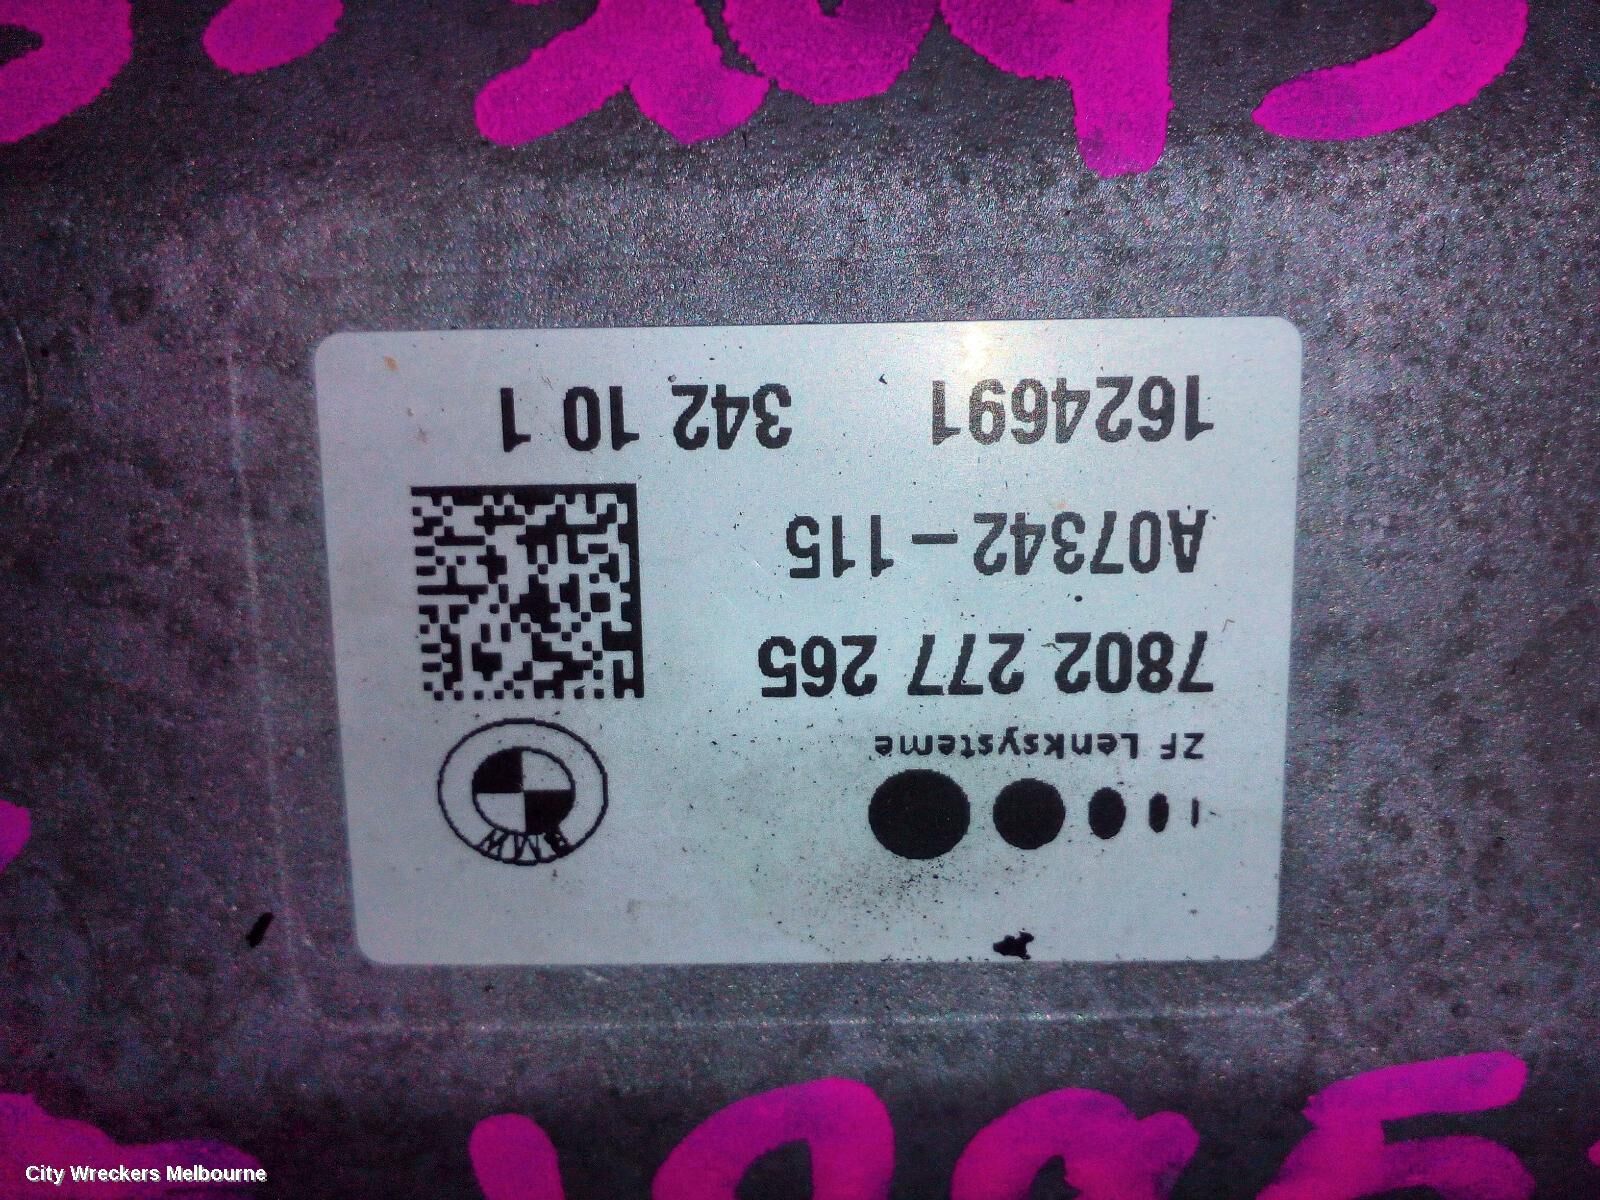 ZF Lenksysteme
BMW
7802 277 265
A07342-115
1624691 342 10 1
City Wreckers Melbourne